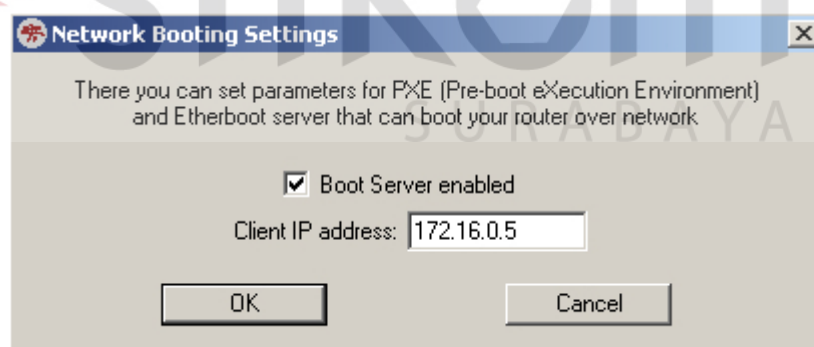 Network Booting Settings
There you can set parameters for PXE (Pre-boot eXecution Environment)
and Etherboot server that can boot your router over network
SURABAYA
Boot Server enabled
Client IP address: 172.16.0.5
OK Cancel